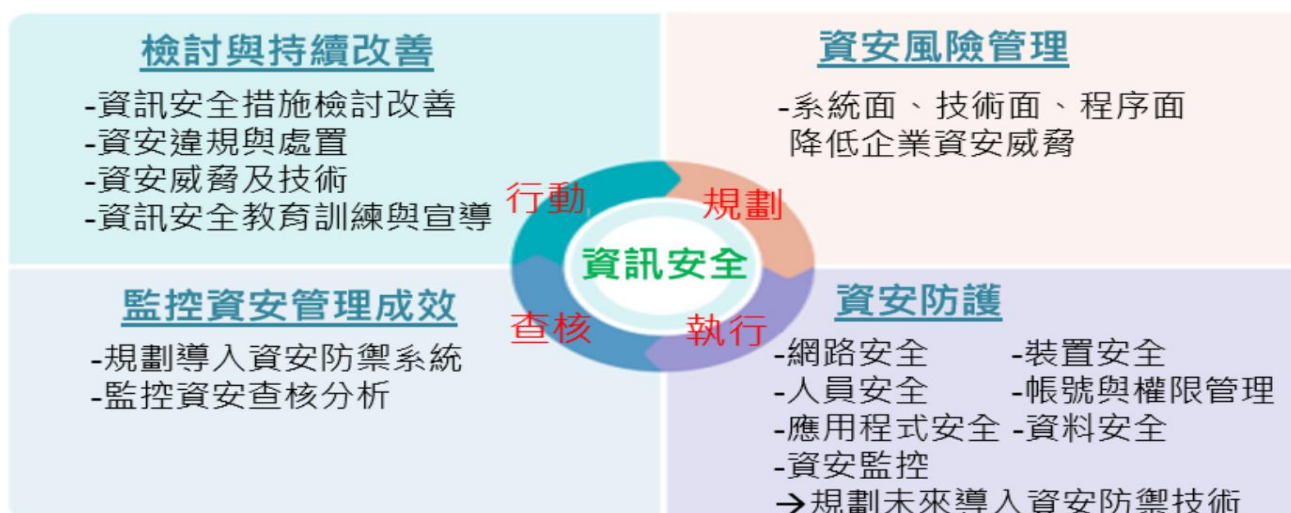 檢討與持續改善
-資訊安全措施檢討改善
-資安違規與處置
-資安威脅及技術
-資訊安全教育訓練與宣導
資安風險管理
-系統面、技術面、程序面
降低企業資安威脅
行動
規劃
資訊安全
查核
執行
監控資安管理成效
-規劃導入資安防禦系統
-監控資安查核分析
資安防護
-網路安全 -裝置安全
-人員安全 -帳號與權限管理
-應用程式安全 -資料安全
-資安監控
→規劃未來導入資安防禦技術